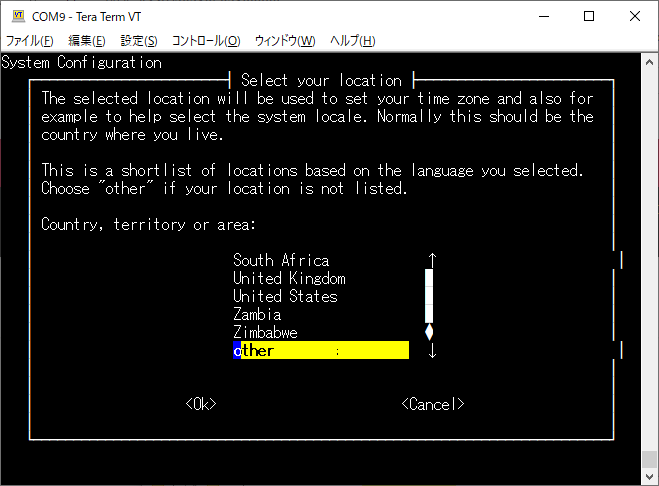 VT COM9 - Tera Term VT
ファイル(F) 編集(E) 設定(S) コントロール(O) ウィンドウ(W) ヘルプ(H)
System Configuration
Select your location
The selected location will be used to set your time zone and also for
example to help select the system locale. Normally this should be the
country where you live.
This is a shortlist of locations based on the language you selected.
Choose "other" if your location is not listed.
Country, territory or area:
South Africa ↑
United Kingdom
United States
Zambia
Zimbabwe
other ↓
<Ok> <Cancel>